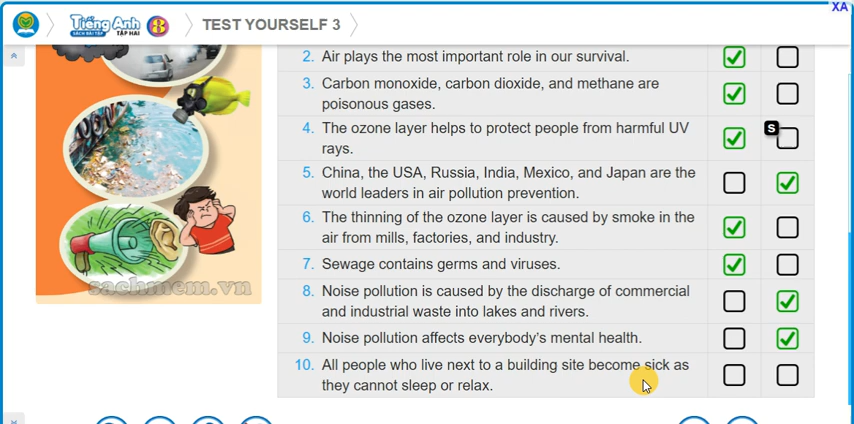 XA
Tiếng Anh 8
SÁCH BÀI TẬP TẬP HAI
TEST YOURSELF 3
2. Air plays the most important role in our survival.
3. Carbon monoxide, carbon dioxide, and methane are
poisonous gases.
4. The ozone layer helps to protect people from harmful UV
rays.
S
5. China, the USA, Russia, India, Mexico, and Japan are the
world leaders in air pollution prevention.
6. The thinning of the ozone layer is caused by smoke in the
air from mills, factories, and industry.
7. Sewage contains germs and viruses.
8. Noise pollution is caused by the discharge of commercial
and industrial waste into lakes and rivers.
9. Noise pollution affects everybody's mental health.
10. All people who live next to a building site become sick as
they cannot sleep or relax.
sachmem.vn